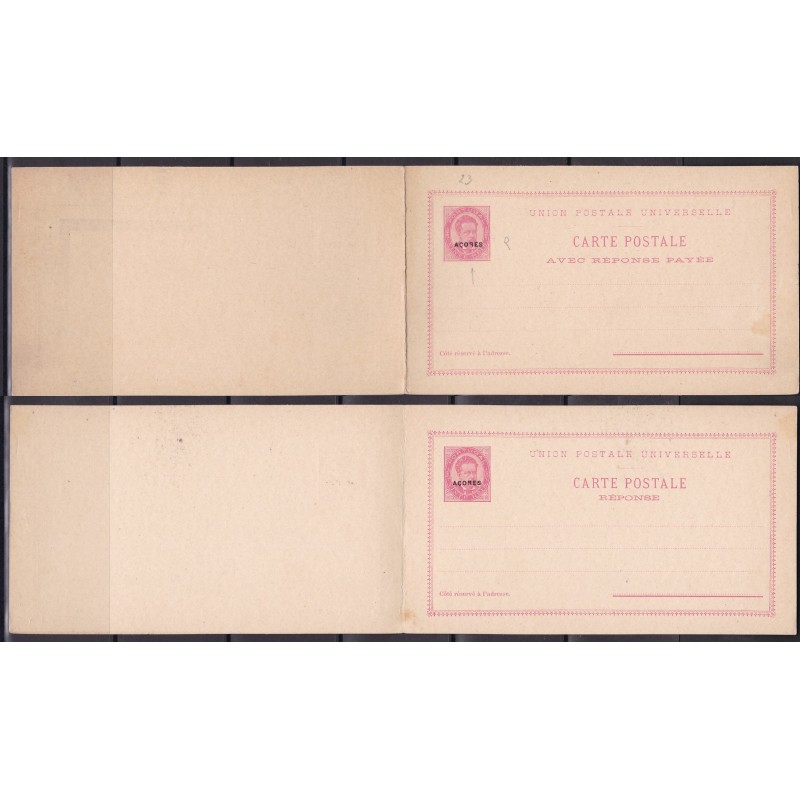 23
UNION POSTALE UNIVERSELLE
CARTE POSTALE
AÇORES
R
AVEC RÉPONSE PAYÉE
Côté réservé à l'adresse.
UNION POSTALE UNIVERSELLE
CARTE POSTALE
AÇORES
RÉPONSE
Côté réservé à l'adresse.